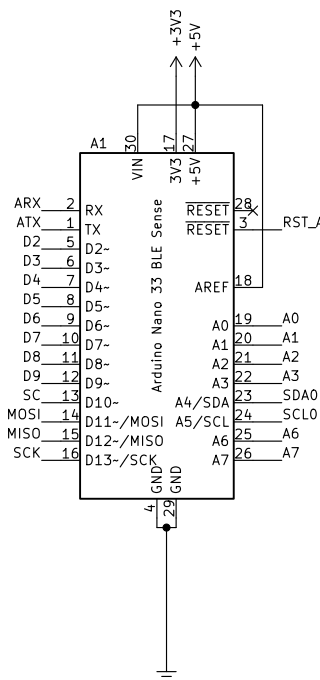 +3V3
+5V
A1
30
17
27
VIN
3V3
+5V
ARX 2 RX
ATX 1 TX
D2 5 D2~
D3 6 D3~
D4 7 D4~
D5 8 D5~
D6 9 D6~
D7 10 D7~
D8 11 D8~
D9 12 D9~
SC 13 D10~
MOSI 14 D11~/MOSI
MISO 15 D12~/MISO
SCK 16 D13~/SCK
Arduino Nano 33 BLE Sense
RESET 28
RESET 3 RST_A
AREF 18
A0 19 A0
A1 20 A1
A2 21 A2
A3 22 A3
A4/SDA 23 SDA0
A5/SCL 24 SCL0
A6 25 A6
A7 26 A7
GND
GND
4
29